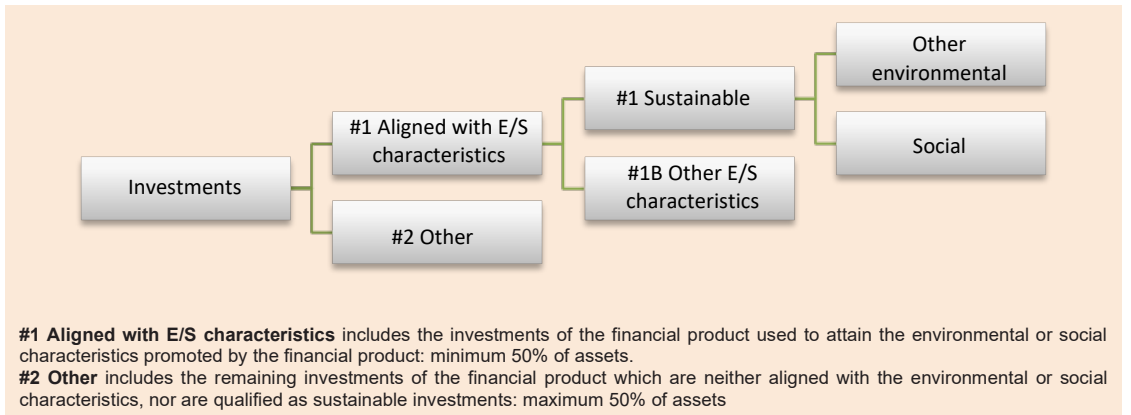 Other
environmental
#1 Sustainable
#1 Aligned with E/S
characteristics
Social
Investments
#1B Other E/S
characteristics
#2 Other
#1 Aligned with E/S characteristics includes the investments of the financial product used to attain the environmental or social
characteristics promoted by the financial product: minimum 50% of assets.
#2 Other includes the remaining investments of the financial product which are neither aligned with the environmental or social
characteristics, nor are qualified as sustainable investments: maximum 50% of assets